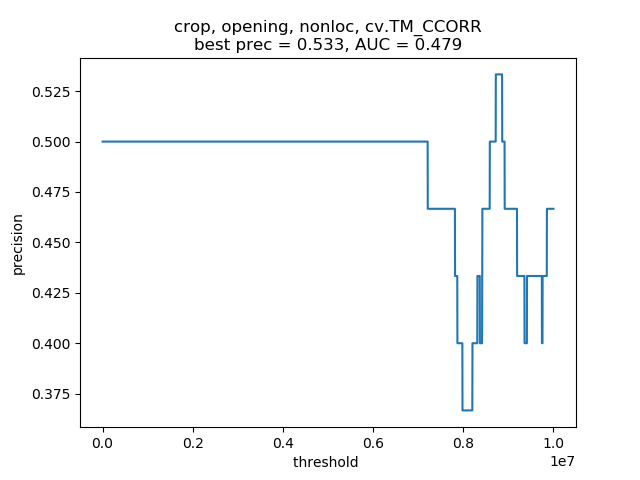 crop, opening, nonloc, cv.TM_CCORR
best prec = 0.533, AUC = 0.479
0.525
0.500
0.475
0.450
0.425
0.400
0.375
precision
0.0 0.2 0.4 0.6 0.8 1.0
1e7
threshold